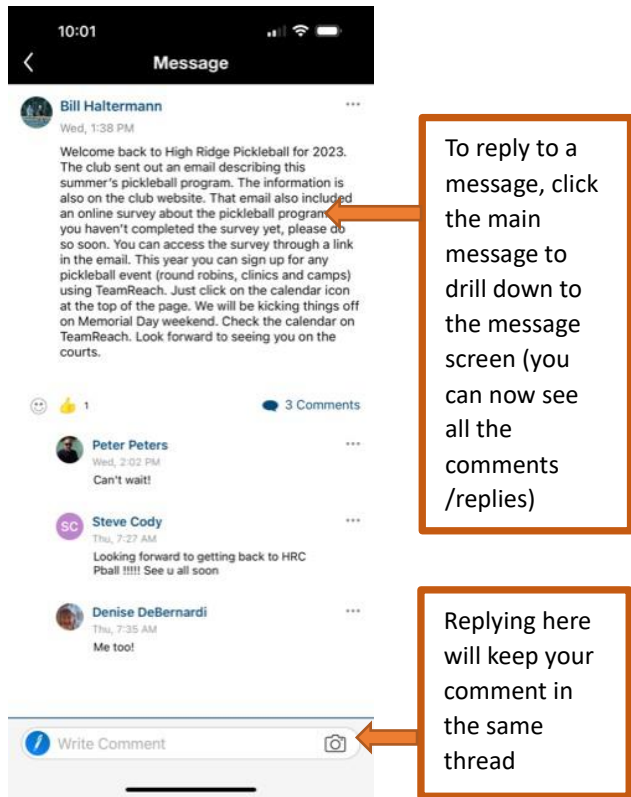 10:01
Message
Bill Haltermann
Wed, 1:38 PM
Welcome back to High Ridge Pickleball for 2023.
The club sent out an email describing this
summer's pickleball program. The information is
also on the club website. That email also included
an online survey about the pickleball program
you haven't completed the survey yet, please do
so soon. You can access the survey through a link
in the email. This year you can sign up for any
pickleball event (round robins, clinics and camps)
using TeamReach. Just click on the calendar icon
at the top of the page. We will be kicking things off
on Memorial Day weekend. Check the calendar on
TeamReach. Look forward to seeing you on the
courts.
1
3 Comments
Peter Peters
Wed, 2:02 PM
Can't wait!
SC
Steve Cody
Thu, 7:27 AM
Looking forward to getting back to HRC
Pball !!!!! See u all soon
Denise DeBernardi
Thu, 7:35 AM
Me too!
Write Comment
To reply to a
message, click
the main
message to
drill down to
the message
screen (you
can now see
all the
comments
/replies)
Replying here
will keep your
comment in
the same
thread